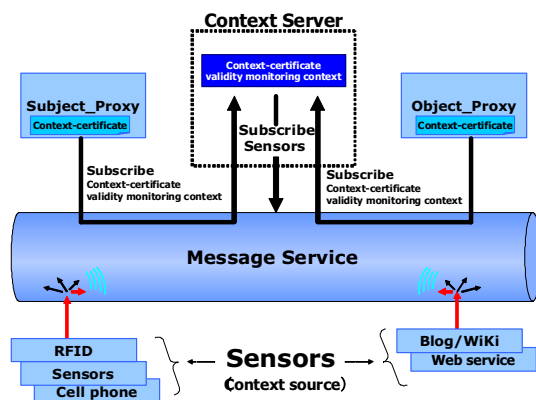 Context Server
Context-certificate
validity monitoring context
Subject_Proxy
Context-certificate
Object_Proxy
Context-certificate
Subscribe
Sensors
Subscribe
Context-certificate
validity monitoring context
Subscribe
Context-certificate
validity monitoring context
Message Service
RFID
Sensors
Cell phone
Sensors
(Context source)
Blog/WiKi
Web service